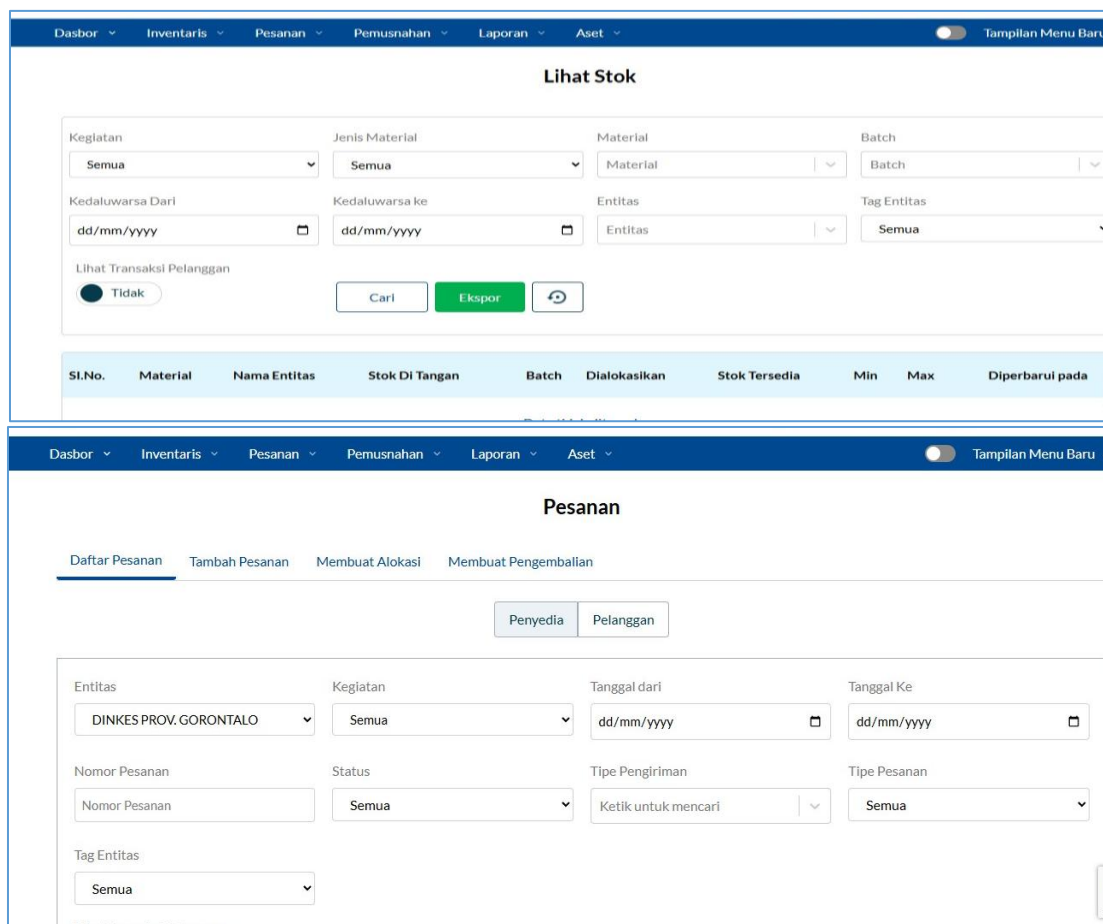 Dasbor Inventaris Pesanan Pemusnahan Laporan Aset Tampilan Menu Baru
Lihat Stok
Kegiatan Jenis Material Material Batch
Semua Semua Material Batch
Kedaluwarsa Dari Kedaluwarsa ke Entitas Tag Entitas
dd/mm/yyyy dd/mm/yyyy Entitas Semua
Lihat Transaksi Pelanggan
Tidak Cari Ekspor
Sl.No. Material Nama Entitas Stok Di Tangan Batch Dialokasikan Stok Tersedia Min Max Diperbarui pada
Dasbor Inventaris Pesanan Pemusnahan Laporan Aset Tampilan Menu Baru
Pesanan
Daftar Pesanan Tambah Pesanan Membuat Alokasi Membuat Pengembalian
Penyedia Pelanggan
Entitas Kegiatan Tanggal dari Tanggal Ke
DINKES PROV. GORONTALO Semua dd/mm/yyyy dd/mm/yyyy
Nomor Pesanan Status Tipe Pengiriman Tipe Pesanan
Nomor Pesanan Semua Ketik untuk mencari Semua
Tag Entitas
Semua